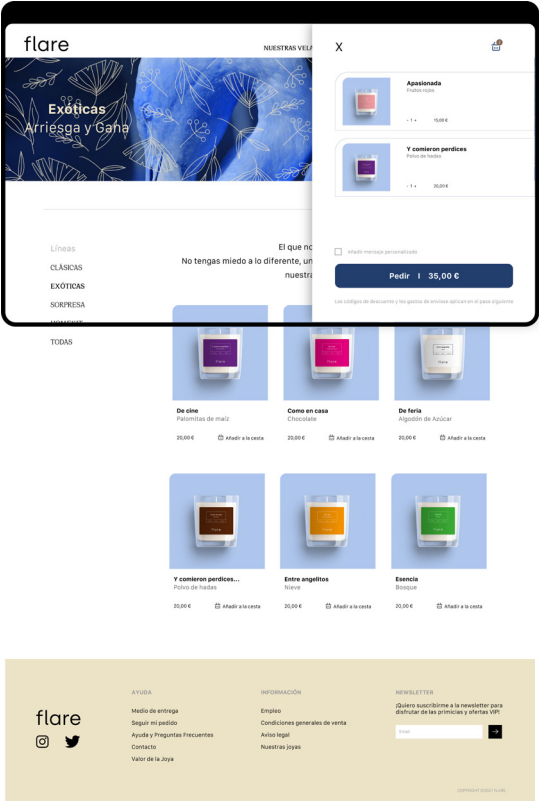 flare
NUESTRAS VELA
X
Exóticas
Arriesga y Gana
Apasionada
Frutos rojos
- 1 +
15,00 €
Y comieron perdices
Polvo de hadas
- 1 +
20,00 €
Añadir mensaje personalizado
Pedir I 35,00 €
Los códigos de descuento y los gastos de envío se aplican en el paso siguiente
Líneas
CLÁSICAS
EXÓTICAS
SORPRESA
TODAS
El que no
No tengas miedo a lo diferente, un
nuestra
flare
De cine
Palomitas de maíz
20,00 €
Añadir a la cesta
Como en casa
Chocolate
20,00 €
Añadir a la cesta
De feria
Algodón de Azúcar
20,00 €
Añadir a la cesta
Y comieron perdices...
Polvo de hadas
20,00 €
Añadir a la cesta
Entre angelitos
Nieve
20,00 €
Añadir a la cesta
Esencia
Bosque
20,00 €
Añadir a la cesta
flare
AYUDA
Medio de entrega
Seguir mi pedido
Ayuda y Preguntas Frecuentes
Contacto
Valor de la Joya
INFORMACIÓN
Empleo
Condiciones generales de venta
Aviso legal
Nuestras joyas
NEWSLETTER
¡Quiero suscribirme a la newsletter para
disfrutar de las primicias y ofertas VIP!
Email
COPYRIGHT ©2021 FLARE